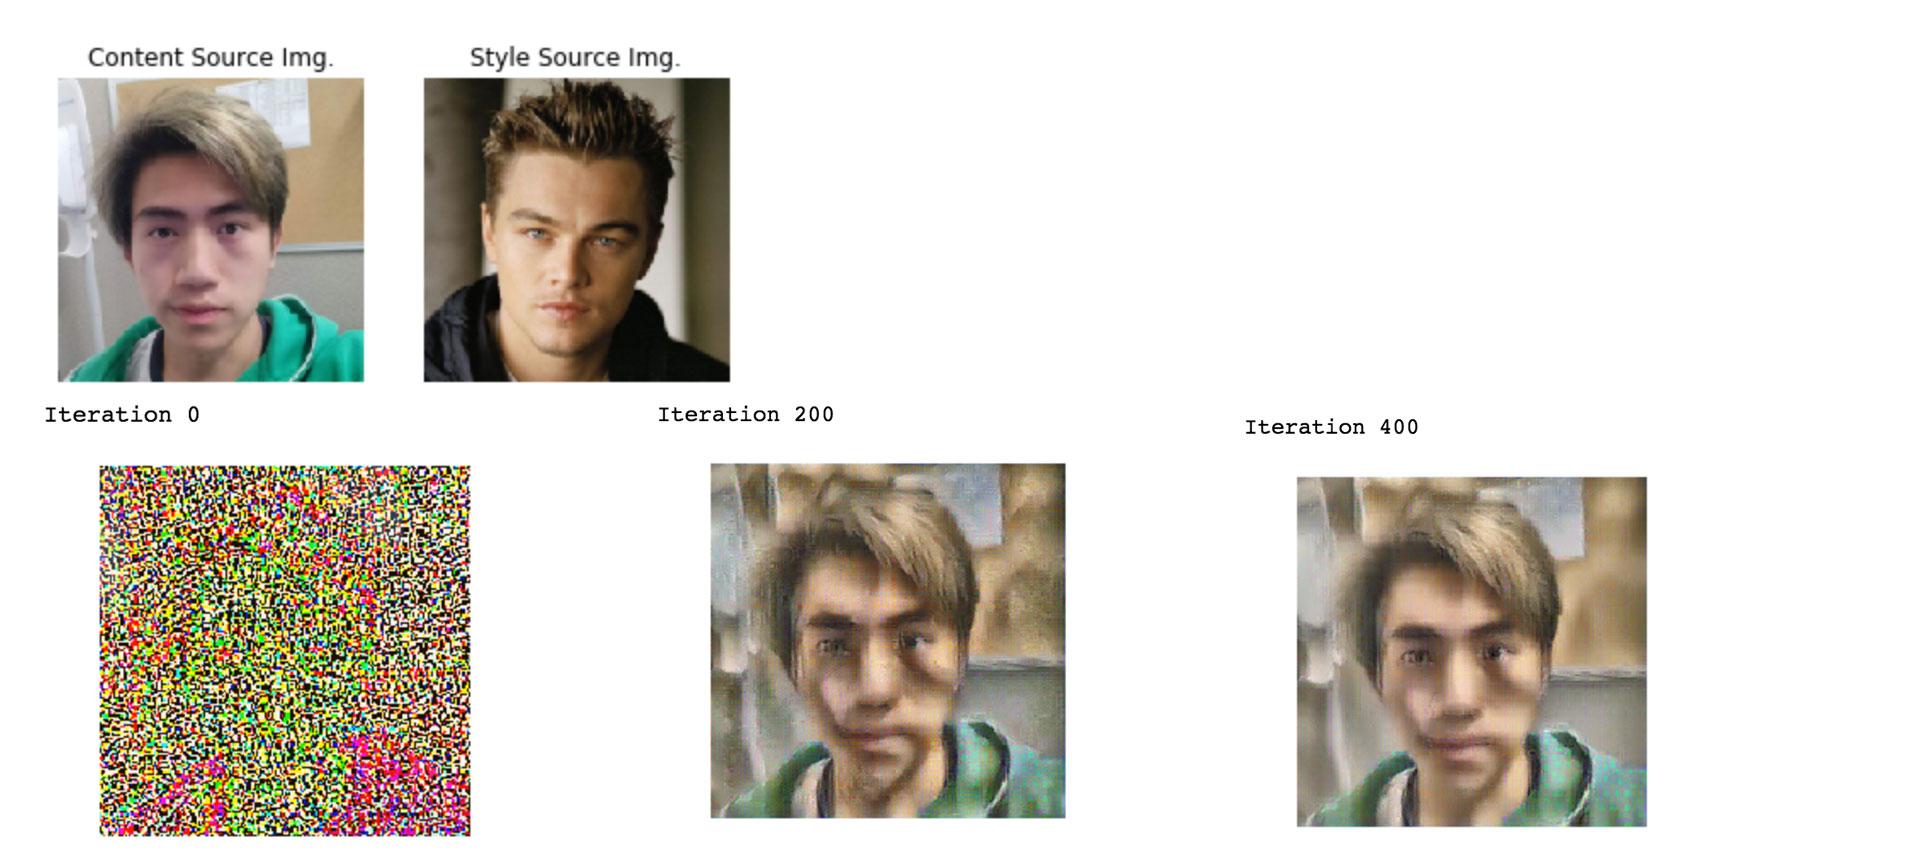 Content Source Img.
Style Source Img.
Iteration 0
Iteration 200
Iteration 400